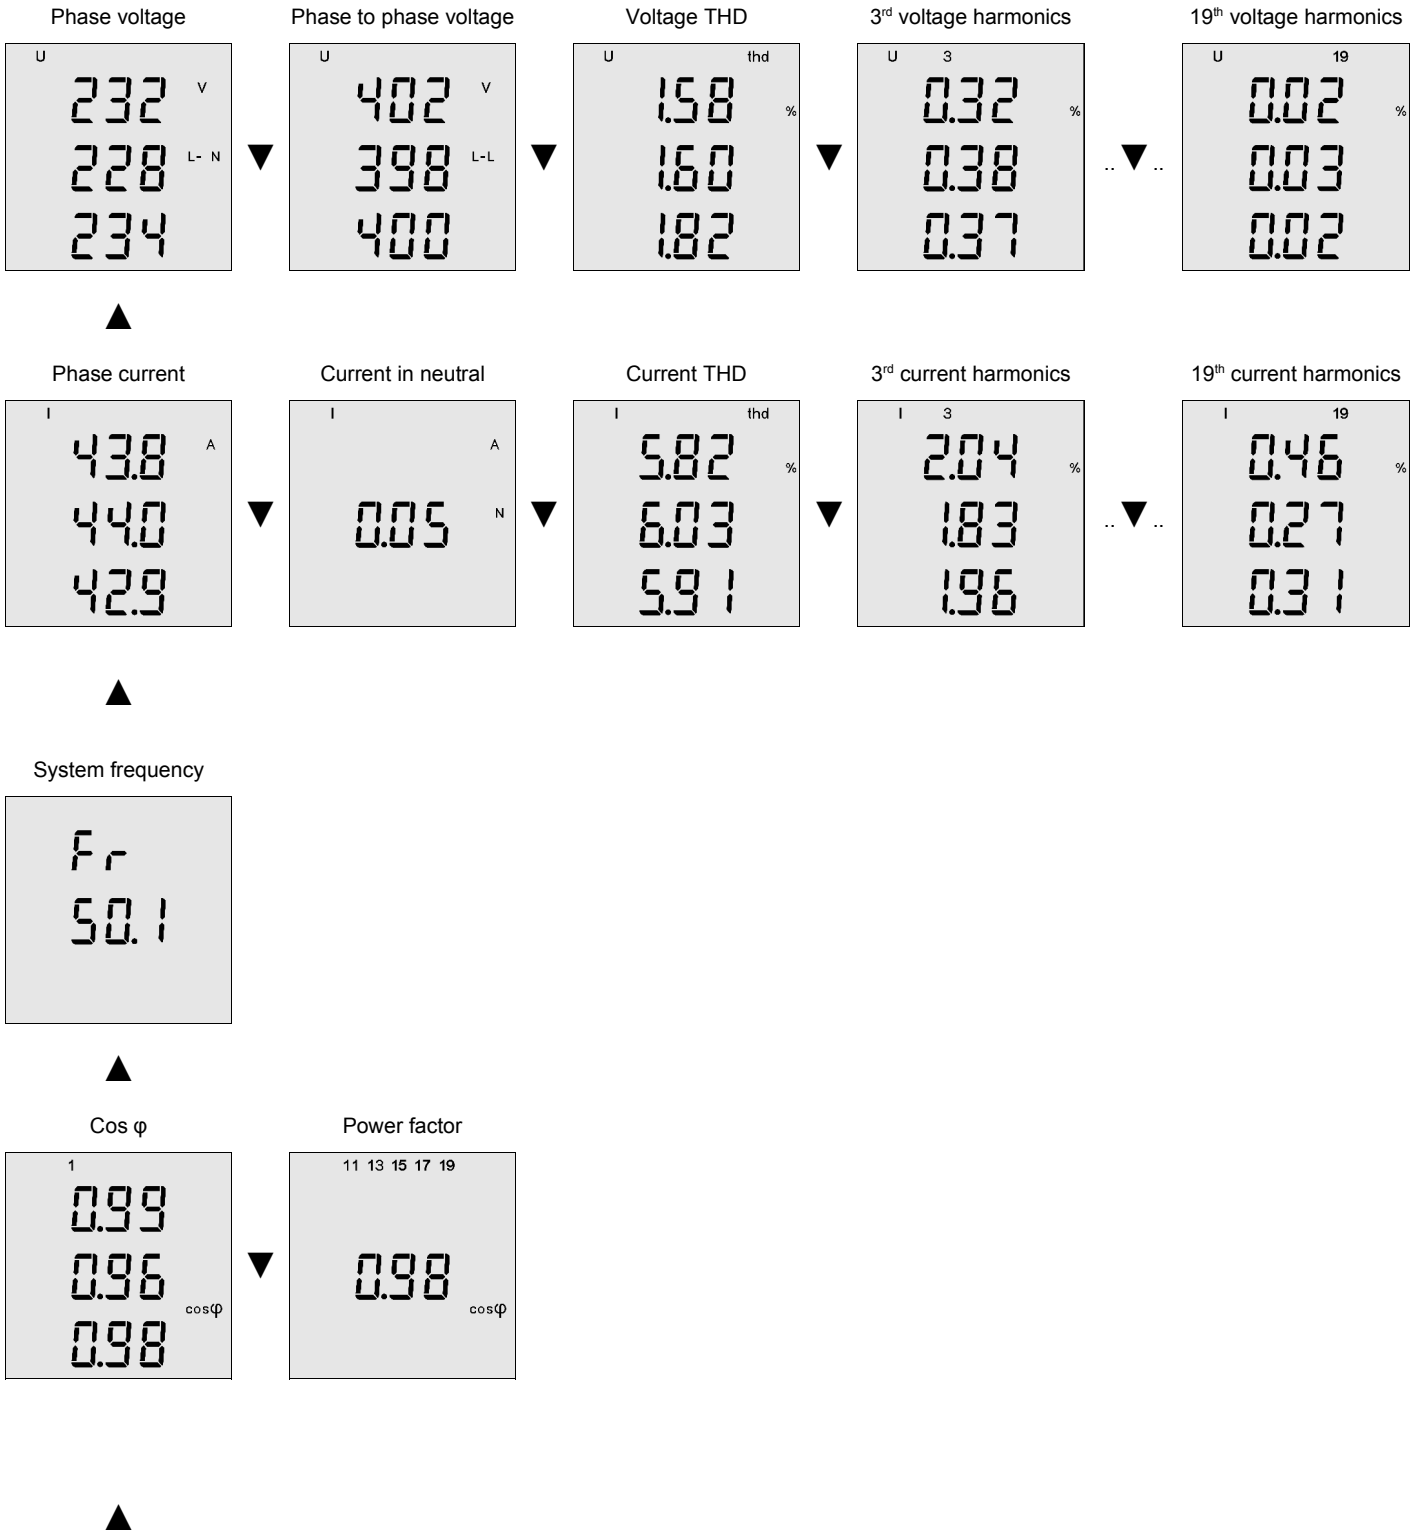 Phase voltage Phase to phase voltage Voltage THD 3rd voltage harmonics 19th voltage harmonics
U U U thd U 3 U 19
232 V 402 V 1.58 % 0.32 % 0.02 %
228 L- N ▼ 398 L-L ▼ 1.60 ▼ 0.38 .. ▼ .. 0.03
234 400 1.82 0.37 0.02
▲
Phase current Current in neutral Current THD 3rd current harmonics 19th current harmonics
I I I thd I 3 I 19
43.8 A A 5.82 % 2.04 % 0.46 %
44.0 ▼ 0.05 N ▼ 6.03 ▼ 1.83 .. ▼ .. 0.27
42.9 5.91 1.96 0.31
▲
System frequency
Fr
50.1
▲
Cos φ Power factor
1 11 13 15 17 19
0.99
0.96 ▼ 0.98
cosφ cosφ
0.98
▲